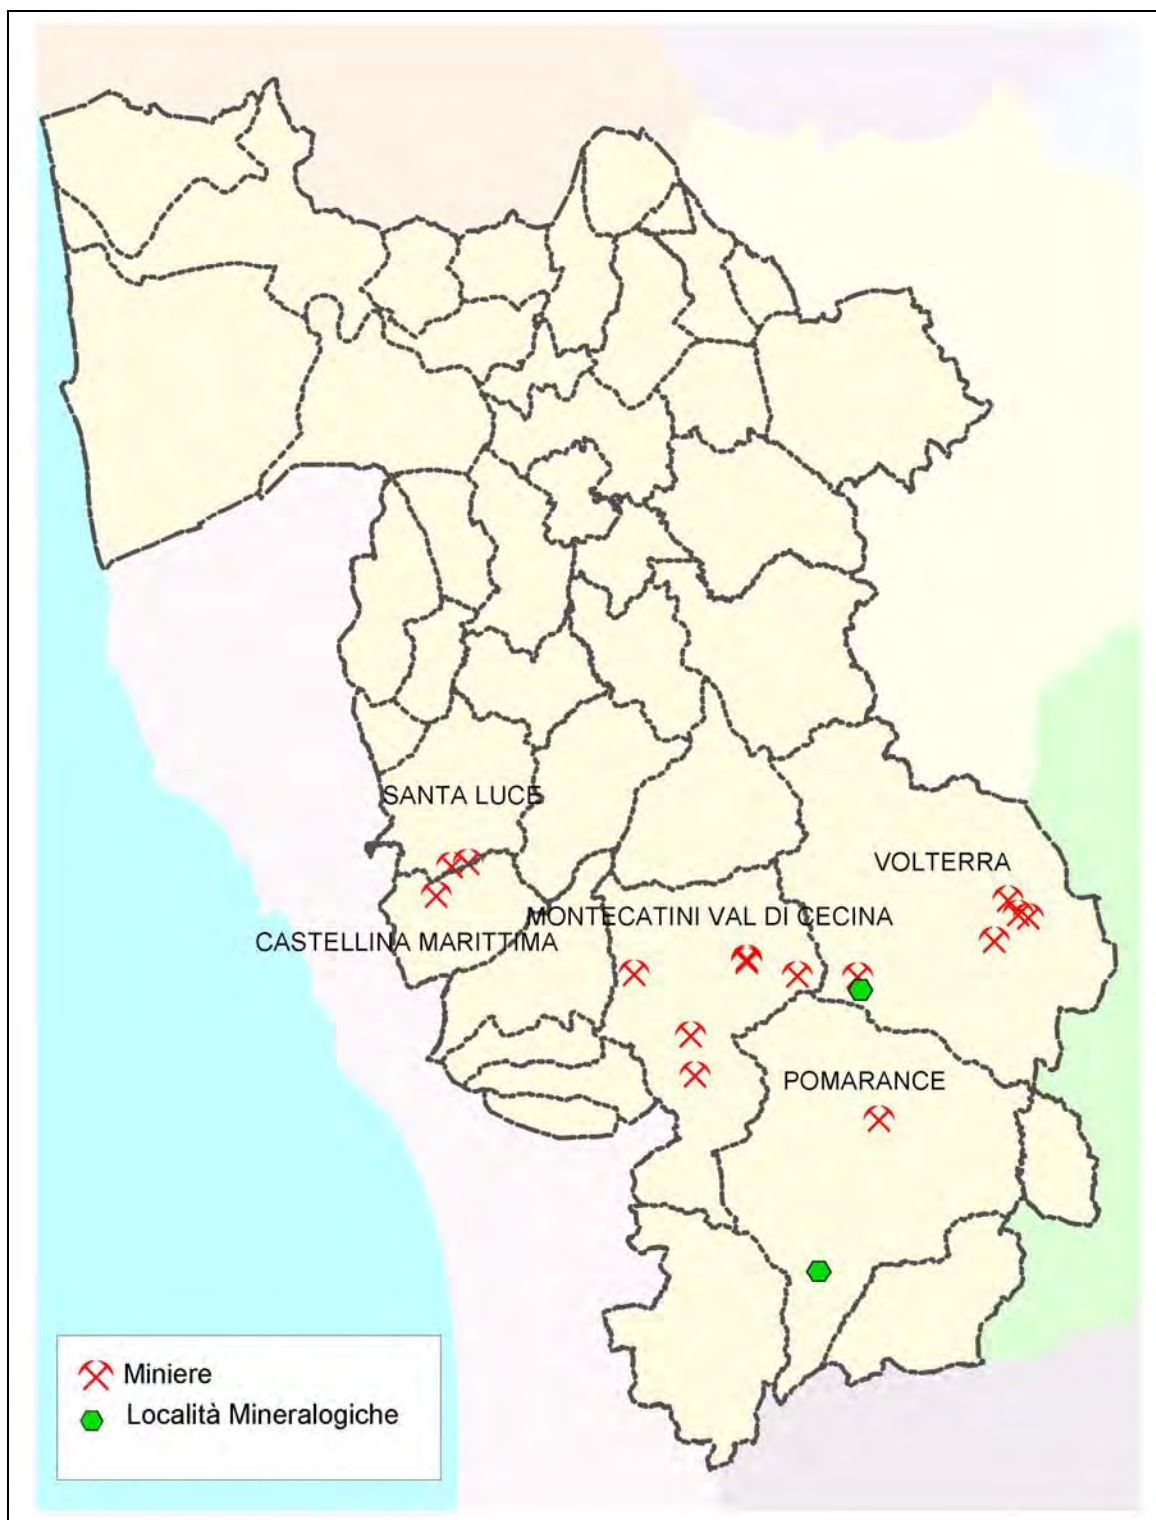 SANTA LUCE
VOLTERRA
MONTECATINI VAL DI CECINA
CASTELLINA MARITTIMA
POMARANCE
Miniere
Località Mineralogiche